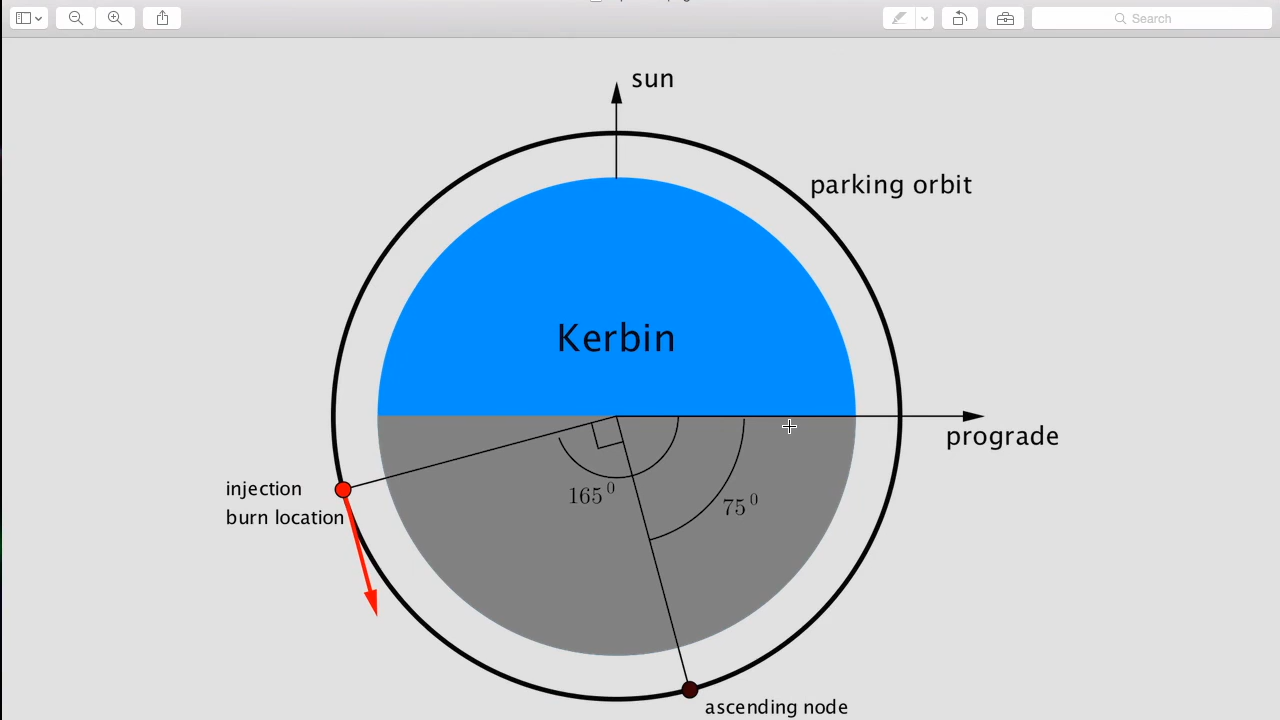 Search
sun
parking orbit
Kerbin
prograde
injection
burn location
165⁰
75⁰
ascending node